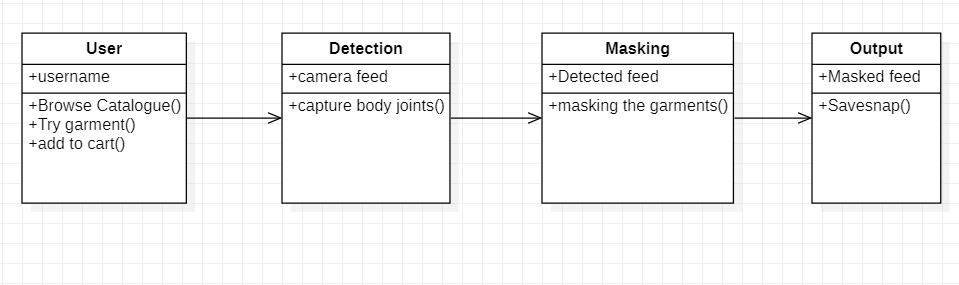 User
+username
+Browse Catalogue()
+Try garment()
+add to cart()
Detection
+camera feed
+capture body joints()
Masking
+Detected feed
+masking the garments()
Output
+Masked feed
+Savesnap()